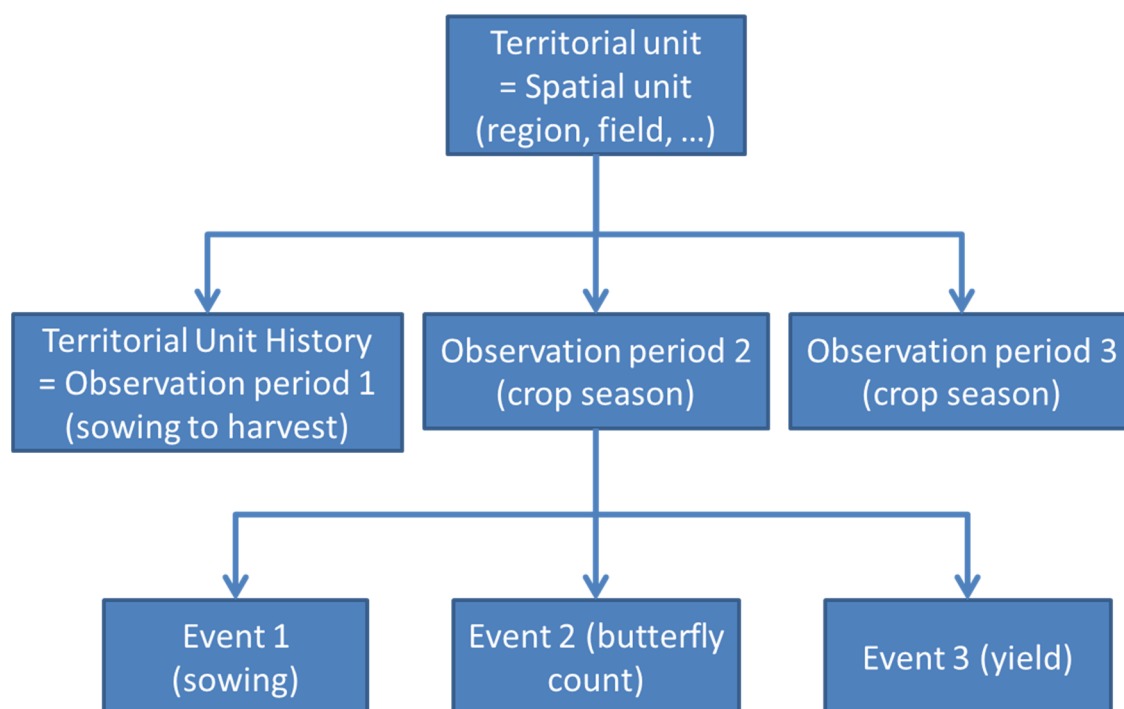 Territorial unit
= Spatial unit
(region, field, …)
Territorial Unit History
= Observation period 1
(sowing to harvest)
Observation period 2
(crop season)
Observation period 3
(crop season)
Event 1
(sowing)
Event 2 (butterfly
count)
Event 3 (yield)